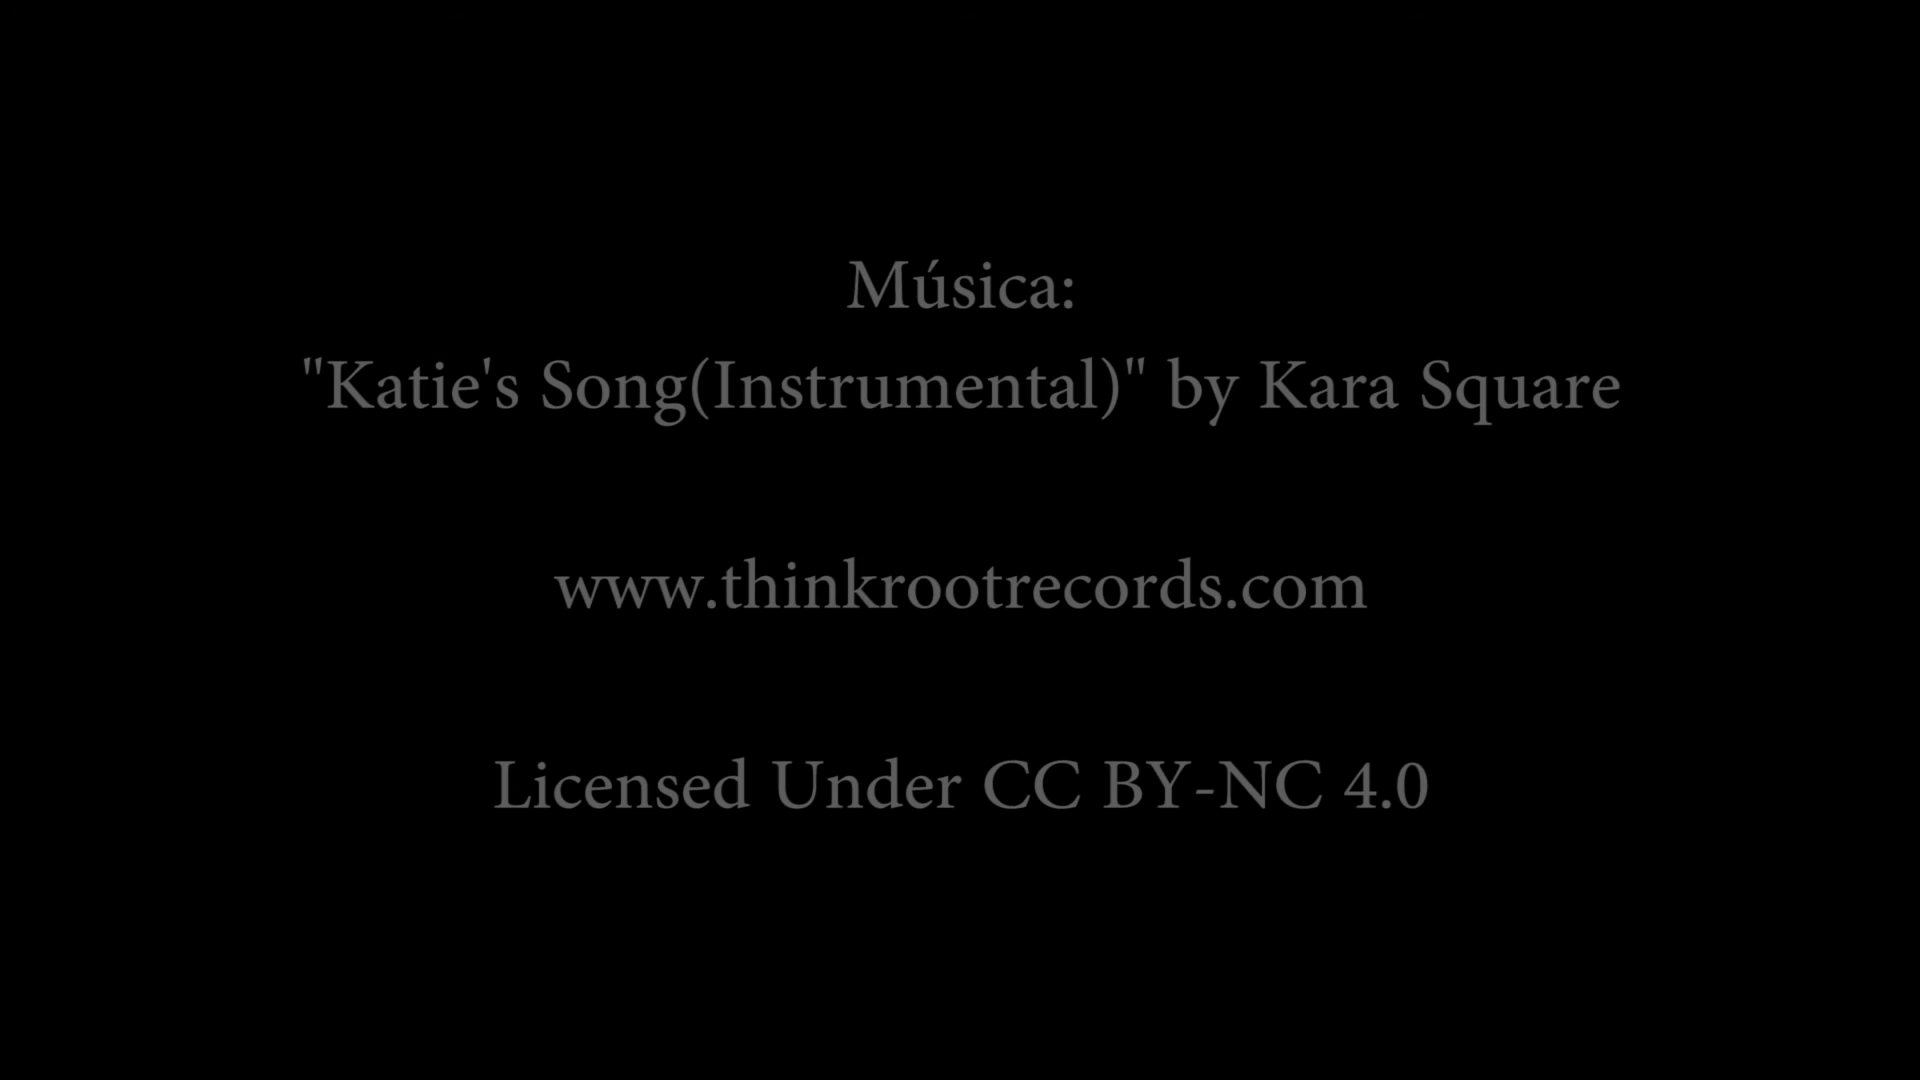 Música:
"Katie's Song(Instrumental)" by Kara Square
www.thinkrootrecords.com
Licensed Under CC BY-NC 4.0